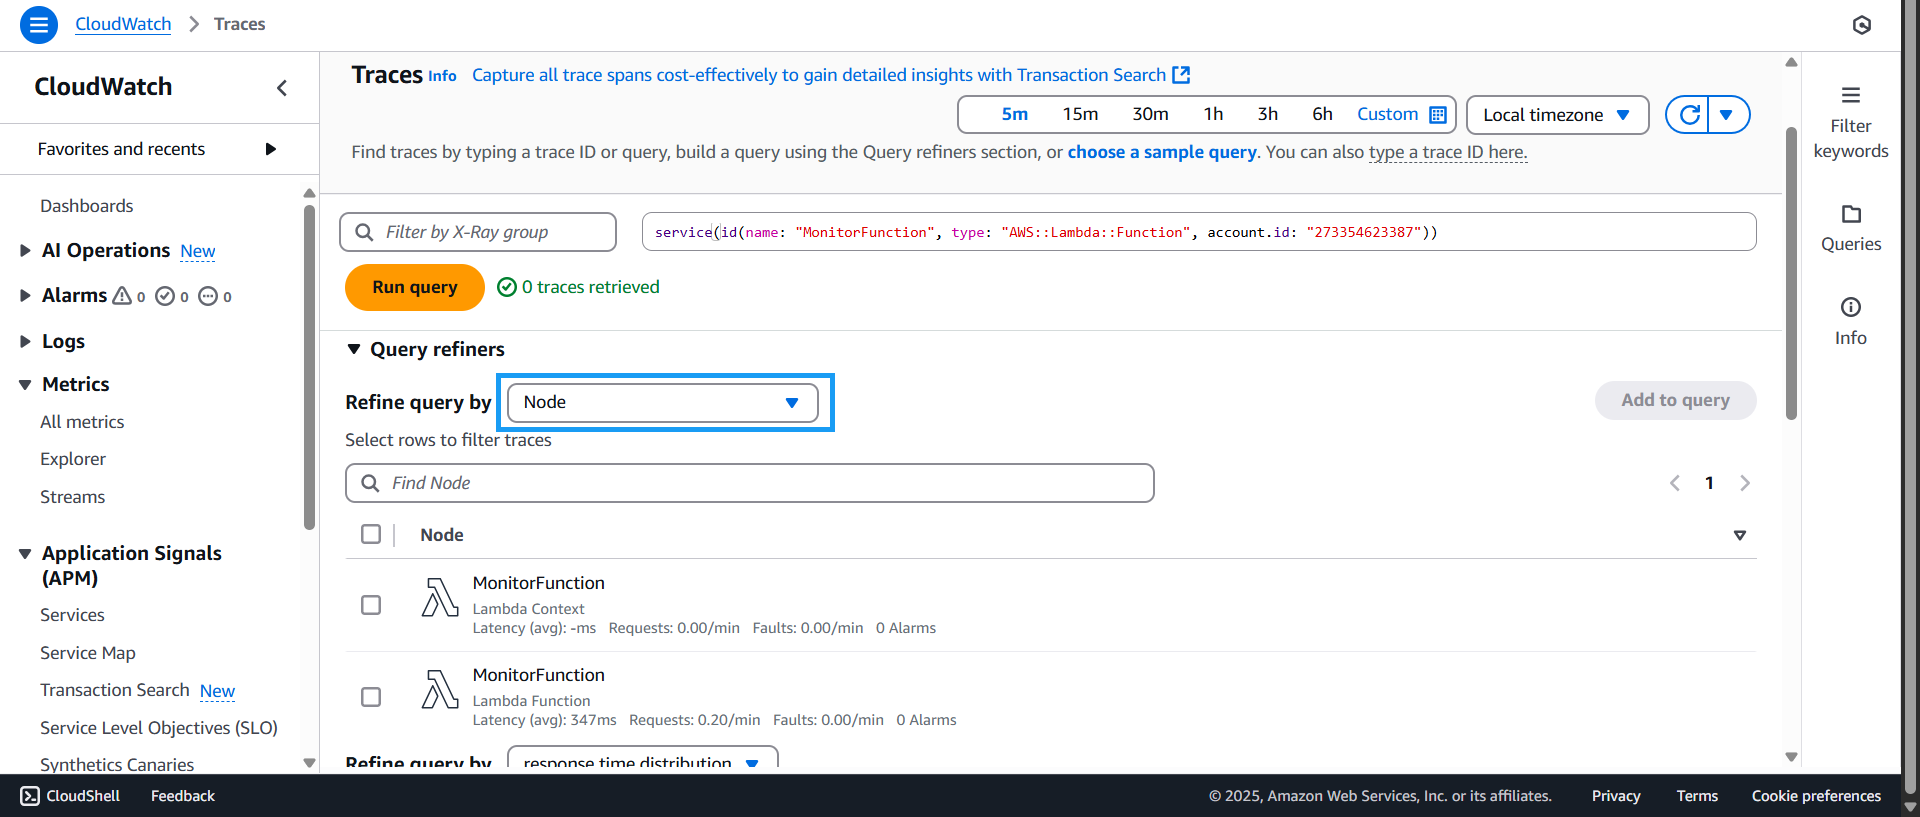 CloudWatch > Traces
CloudWatch
Favorites and recents
Dashboards
AI Operations New
Alarms 0 0 0
Logs
Metrics
All metrics
Explorer
Streams
Application Signals
(APM)
Services
Service Map
Transaction Search New
Service Level Objectives (SLO)
Synthetics Canaries
Traces Info Capture all trace spans cost-effectively to gain detailed insights with Transaction Search
5m 15m 30m 1h 3h 6h Custom Local timezone
Find traces by typing a trace ID or query, build a query using the Query refiners section, or choose a sample query. You can also type a trace ID here.
Filter by X-Ray group
service(id(name: "MonitorFunction", type: "AWS::Lambda::Function", account.id: "273354623387"))
Run query 0 traces retrieved
Query refiners
Refine query by Node Add to query
Select rows to filter traces
Find Node 1
Node
MonitorFunction
Lambda Context
Latency (avg): -ms Requests: 0.00/min Faults: 0.00/min 0 Alarms
MonitorFunction
Lambda Function
Latency (avg): 347ms Requests: 0.20/min Faults: 0.00/min 0 Alarms
Refine query by response time distribution
Filter
keywords
Queries
Info
CloudShell Feedback © 2025, Amazon Web Services, Inc. or its affiliates. Privacy Terms Cookie preferences